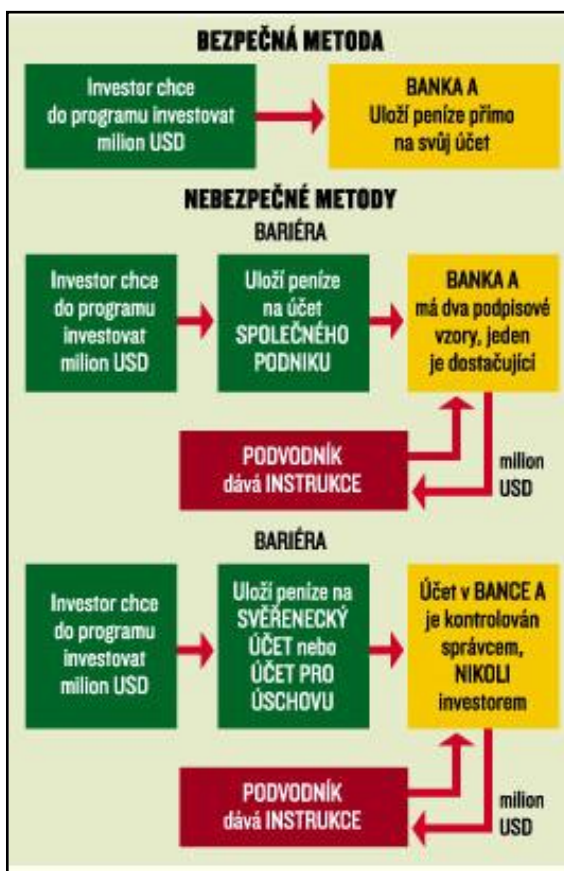 BEZPEČNÁ METODA
Investor chce
do programu investovat
milion USD
BANKA A
Uloží peníze přímo
na svůj účet
NEBEZPEČNÉ METODY
BARIÉRA
Investor chce
do programu
investovat
milion USD
Uloží peníze
na účet
SPOLEČNÉHO
PODNIKU
BANKA A
má dva podpisové
vzory, jeden
je dostačující
PODVODNÍK
dává INSTRUKCE
milion
USD
BARIÉRA
Investor chce
do programu
investovat
milion USD
Uloží peníze na
SVĚŘENECKÝ
ÚČET nebo
ÚČET PRO
ÚSCHOVU
Účet v BANCE A
je kontrolován
správcem,
NIKOLI
investorem
PODVODNÍK
dává INSTRUKCE
milion
USD